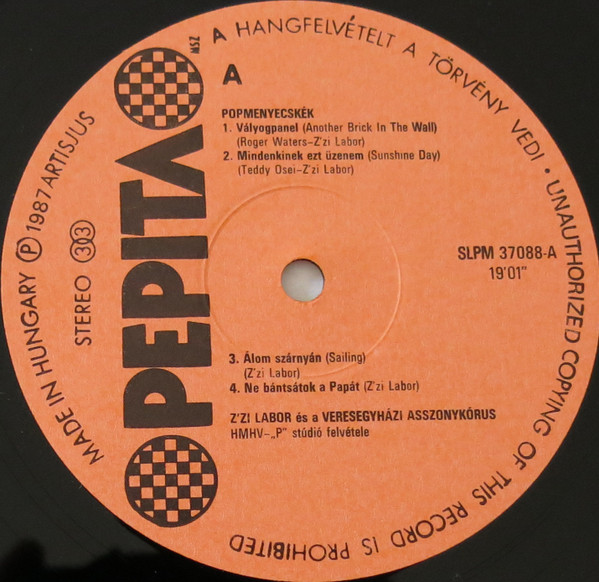 A HANGFELVÉTELT A TÖRVÉNY VEDI • UNAUTHORIZED COPYING OF THIS RECORD IS PROHIBITED
MADE IN HUNGARY Ⓟ 1987 ARTISJUS
STEREO 33
PEPITA
MSZ
A
POPMENYECSKÉK
1. Vályogpanel (Another Brick In The Wall)
(Roger Waters–Z'zi Labor)
2. Mindenkinek ezt üzenem (Sunshine Day)
(Teddy Osei–Z'zi Labor)
SLPM 37088-A
19'01"
3. Álom szárnyán (Sailing)
(Z'zi Labor)
4. Ne bántsátok a Papát (Z'zi Labor)
Z'ZI LABOR és a VERESEGYHÁZI ASSZONYKÓRUS
HMHV–„P" stúdió felvétele